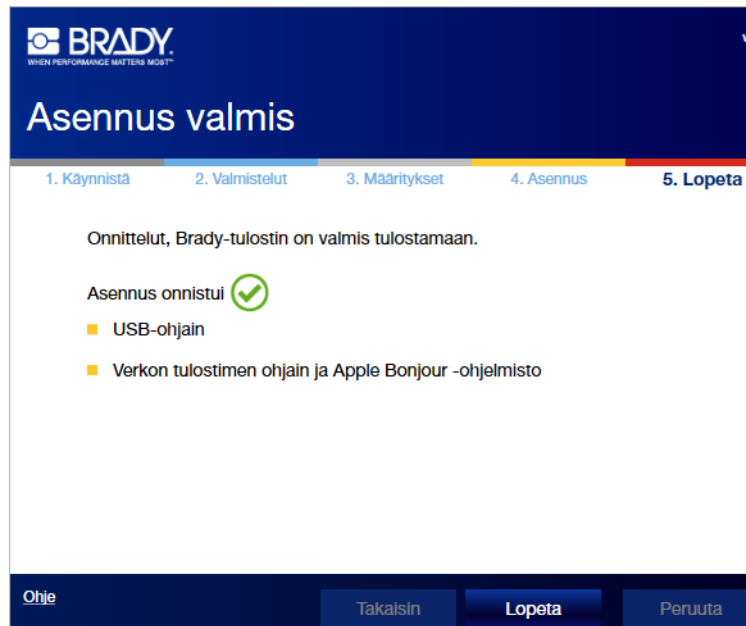 BRADY.
WHEN PERFORMANCE MATTERS MOST™
Asennus valmis
1. Käynnistä 2. Valmistelut 3. Määritykset 4. Asennus 5. Lopeta
Onnittelut, Brady-tulostin on valmis tulostamaan.
Asennus onnistui
USB-ohjain
Verkon tulostimen ohjain ja Apple Bonjour -ohjelmisto
Ohje Takaisin Lopeta Peruuta